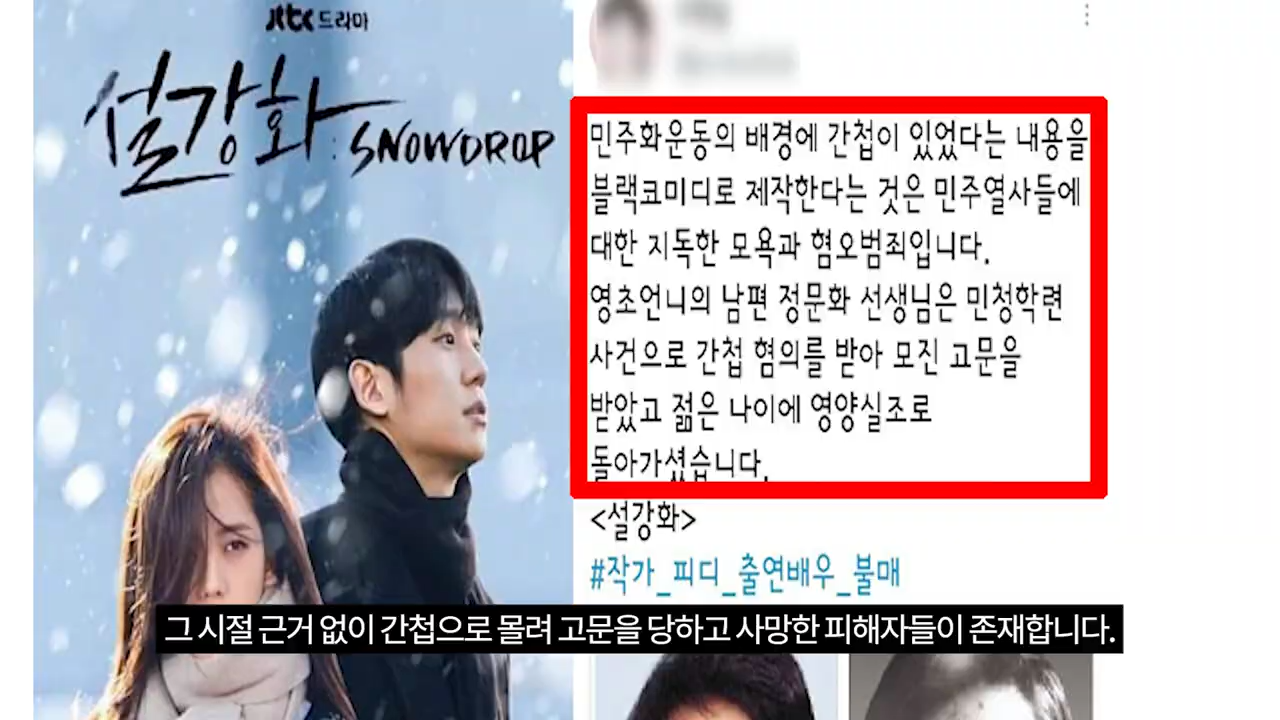 JTBC 드라마
설강화
: SNOWDROP
민주화운동의 배경에 간첩이 있었다는 내용을
블랙코미디로 제작한다는 것은 민주열사들에
대한 지독한 모욕과 혐오범죄입니다.
영초언니의 남편 정문화 선생님은 민청학련
사건으로 간첩 혐의를 받아 모진 고문을
받았고 젊은 나이에 영양실조로
돌아가셨습니다.
<설강화>
#작가_피디_출연배우_불매
그 시절 근거 없이 간첩으로 몰려 고문을 당하고 사망한 피해자들이 존재합니다.